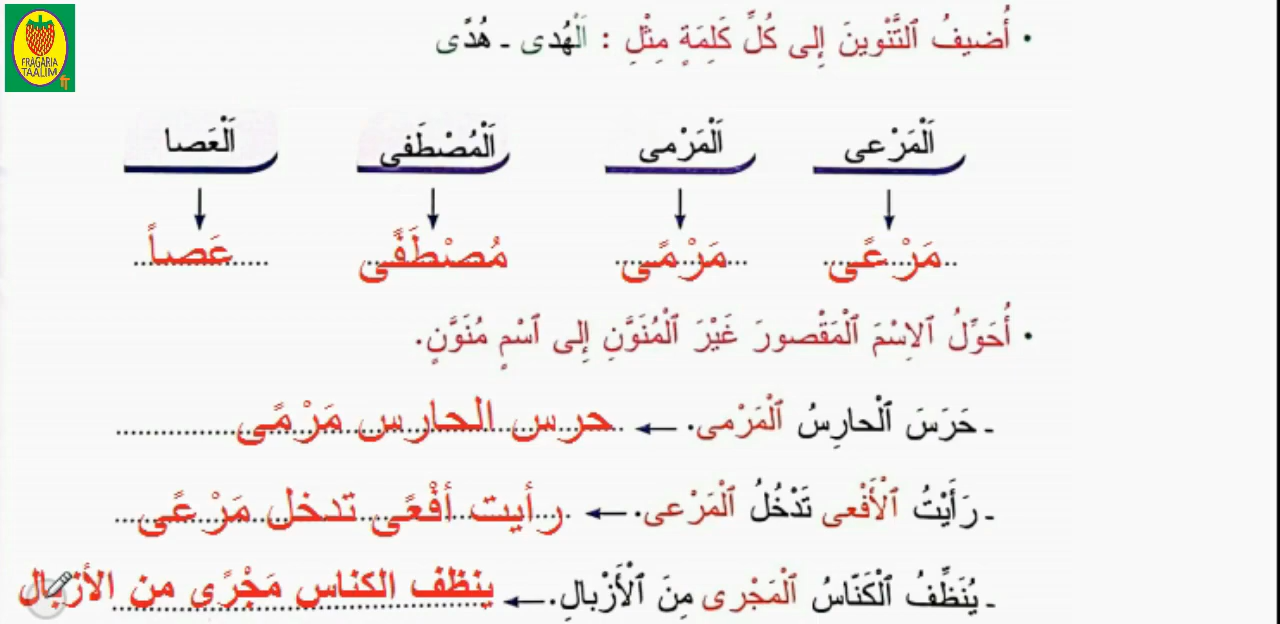 FRAGARIA
TAALIM
fT
• أُضيفُ ٱلتَّنْوينَ إِلى كُلِّ كَلِمَةٍ مِثْلِ : اَلْهُدى - هُدًى
اَلْمَرْعى اَلْمَرْمى اَلْمُصْطَفى اَلْعَصا
مَرْعًى مَرْمًى مُصْطَفًى عَصاً
• أُحَوِّلُ ٱلاِسْمَ ٱلْمَقْصورَ غَيْرَ ٱلْمُنَوَّنِ إِلى ٱسْمٍ مُنَوَّنٍ.
- حَرَسَ ٱلْحارِسُ ٱلْمَرْمى. حرس الحارس مَرْمًى
- رَأَيْتُ ٱلْأَفْعى تَدْخُلُ ٱلْمَرْعى. رأيت أفْعًى تدخل مَرْعًى
- يُنَظِّفُ ٱلْكَنّاسُ ٱلْمَجْرى مِنَ ٱلْأَزْبالِ. ينظف الكناس مَجْرًى من الأزبال